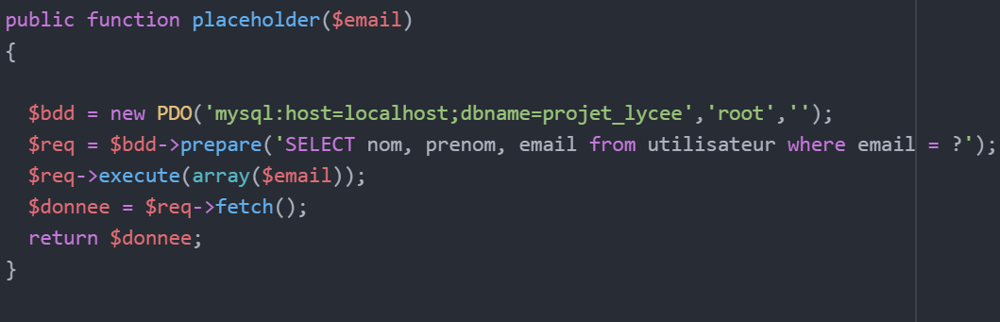 public function placeholder($email)
{
$bdd = new PDO('mysql:host=localhost;dbname=projet_lycee','root','');
$req = $bdd->prepare('SELECT nom, prenom, email from utilisateur where email = ?');
$req->execute(array($email));
$donnee = $req->fetch();
return $donnee;
}